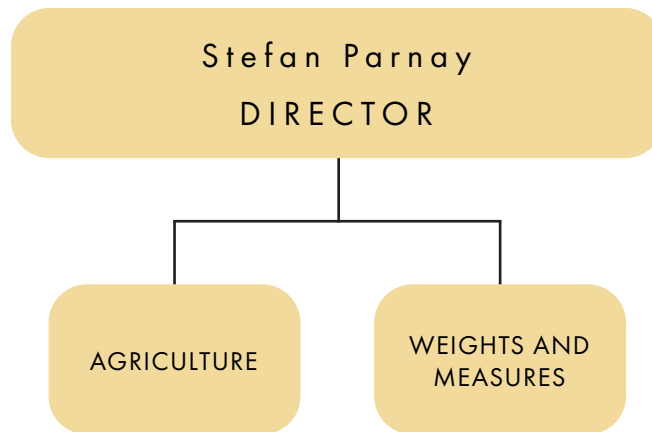 Stefan Parnay
DIRECTOR
AGRICULTURE
WEIGHTS AND
MEASURES